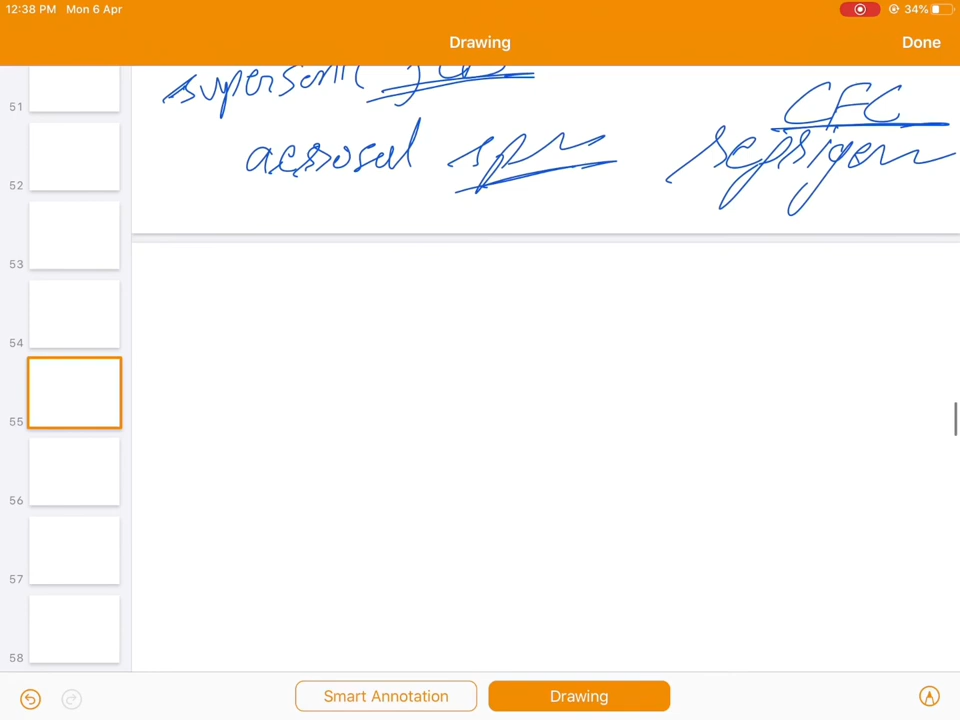 12:38 PM Mon 6 Apr
34%
Drawing
Done
51
52
53
54
55
56
57
58
supersonic
CFC
aerosol
Smart Annotation
Drawing